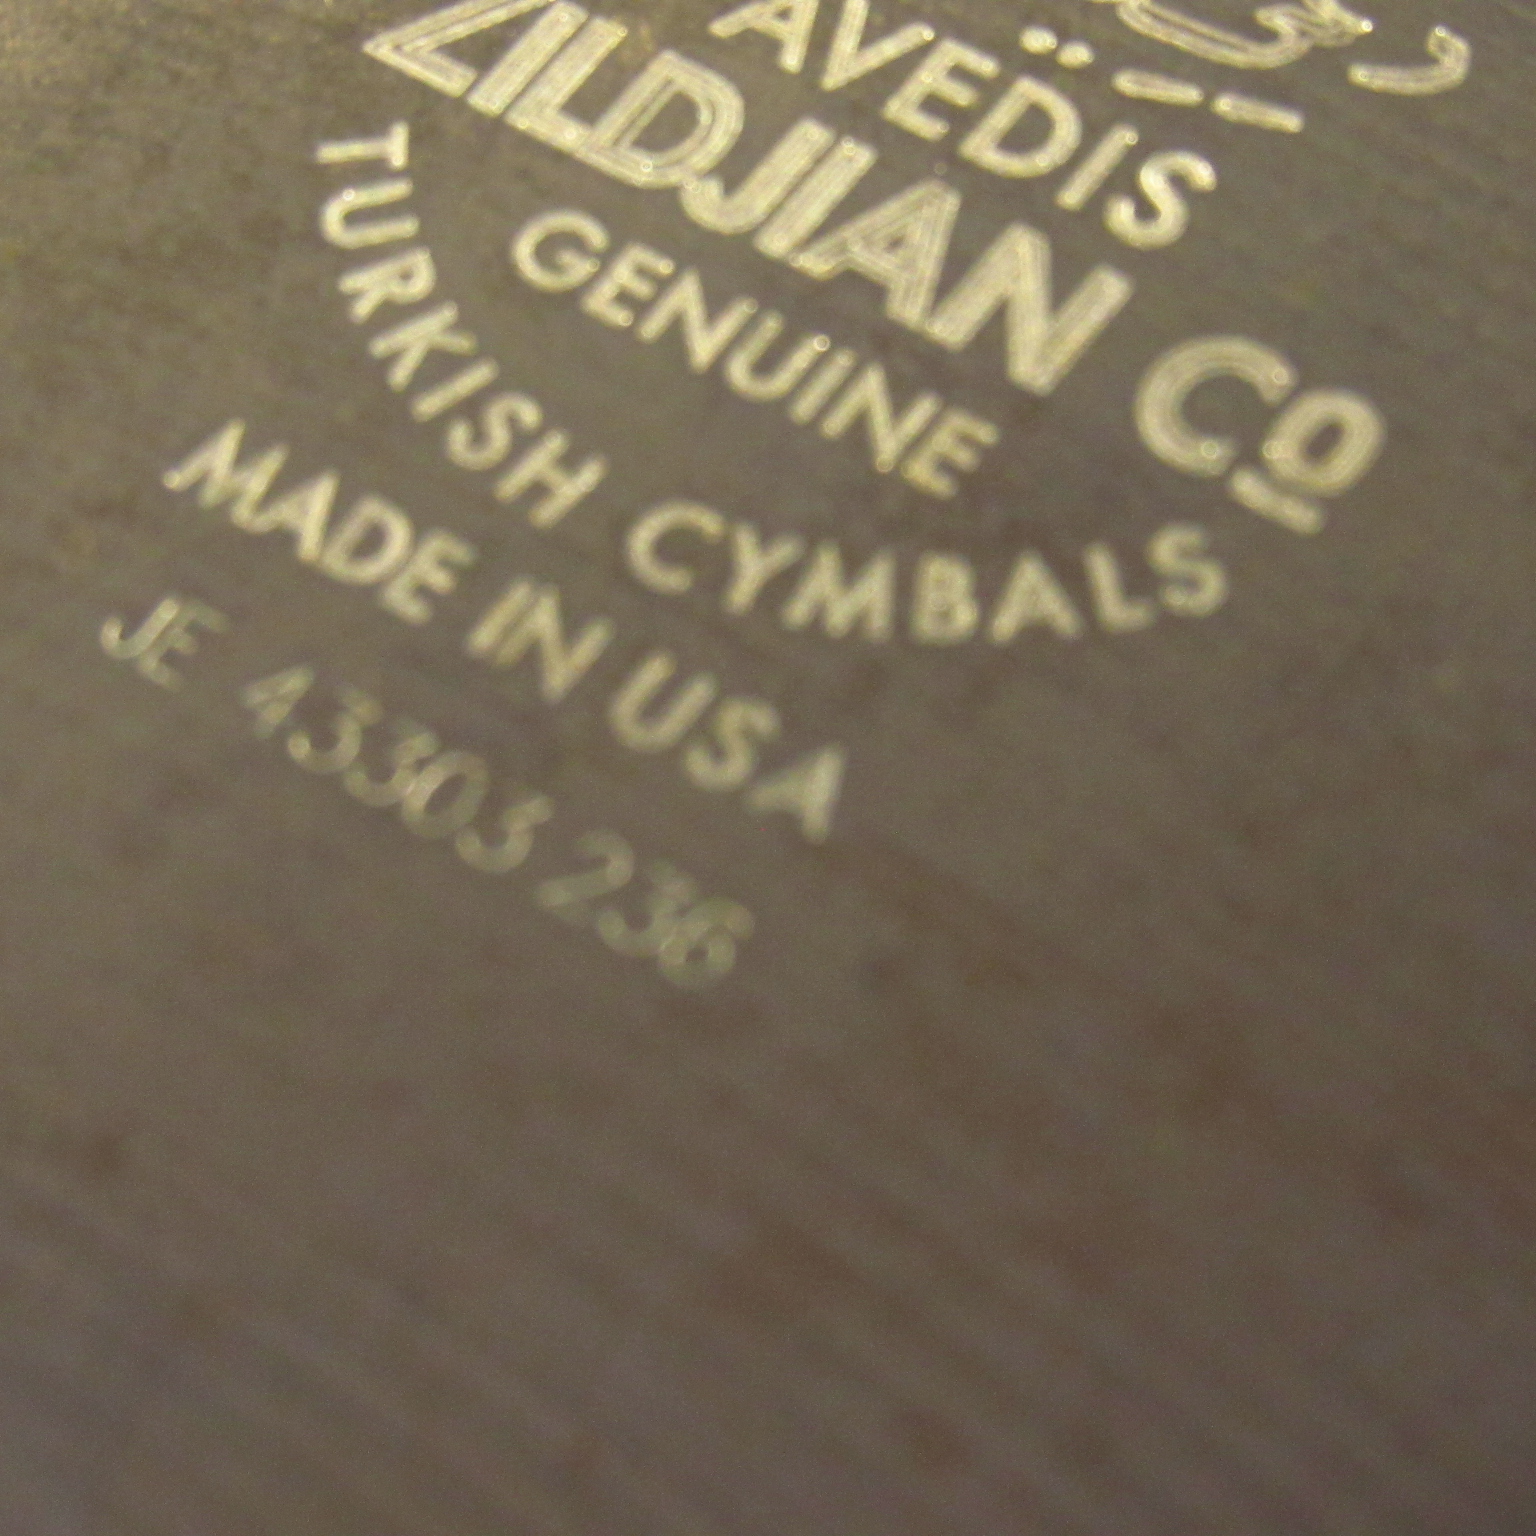 AVEDIS
ZILDJIAN Co
GENUINE
TURKISH CYMBALS
MADE IN USA
JE 43303 236